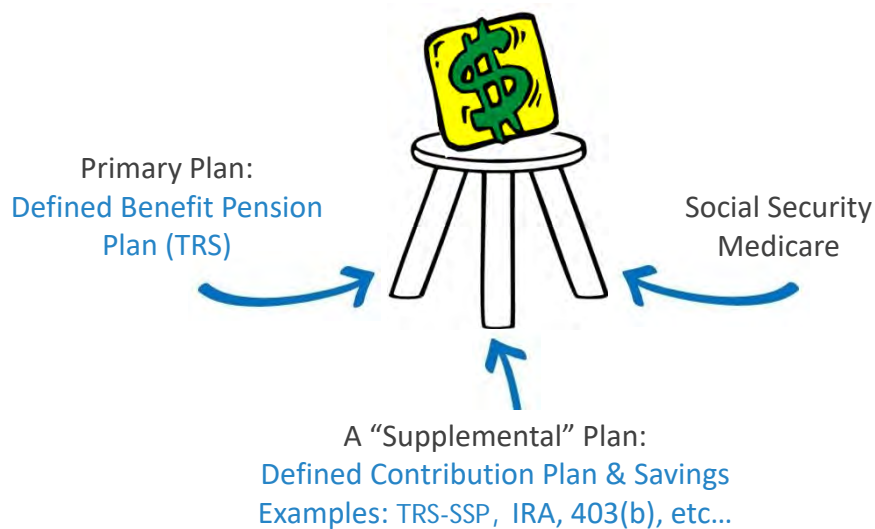 $
Primary Plan:
Defined Benefit Pension
Plan (TRS)
Social Security
Medicare
A “Supplemental” Plan:
Defined Contribution Plan & Savings
Examples: TRS-SSP, IRA, 403(b), etc…